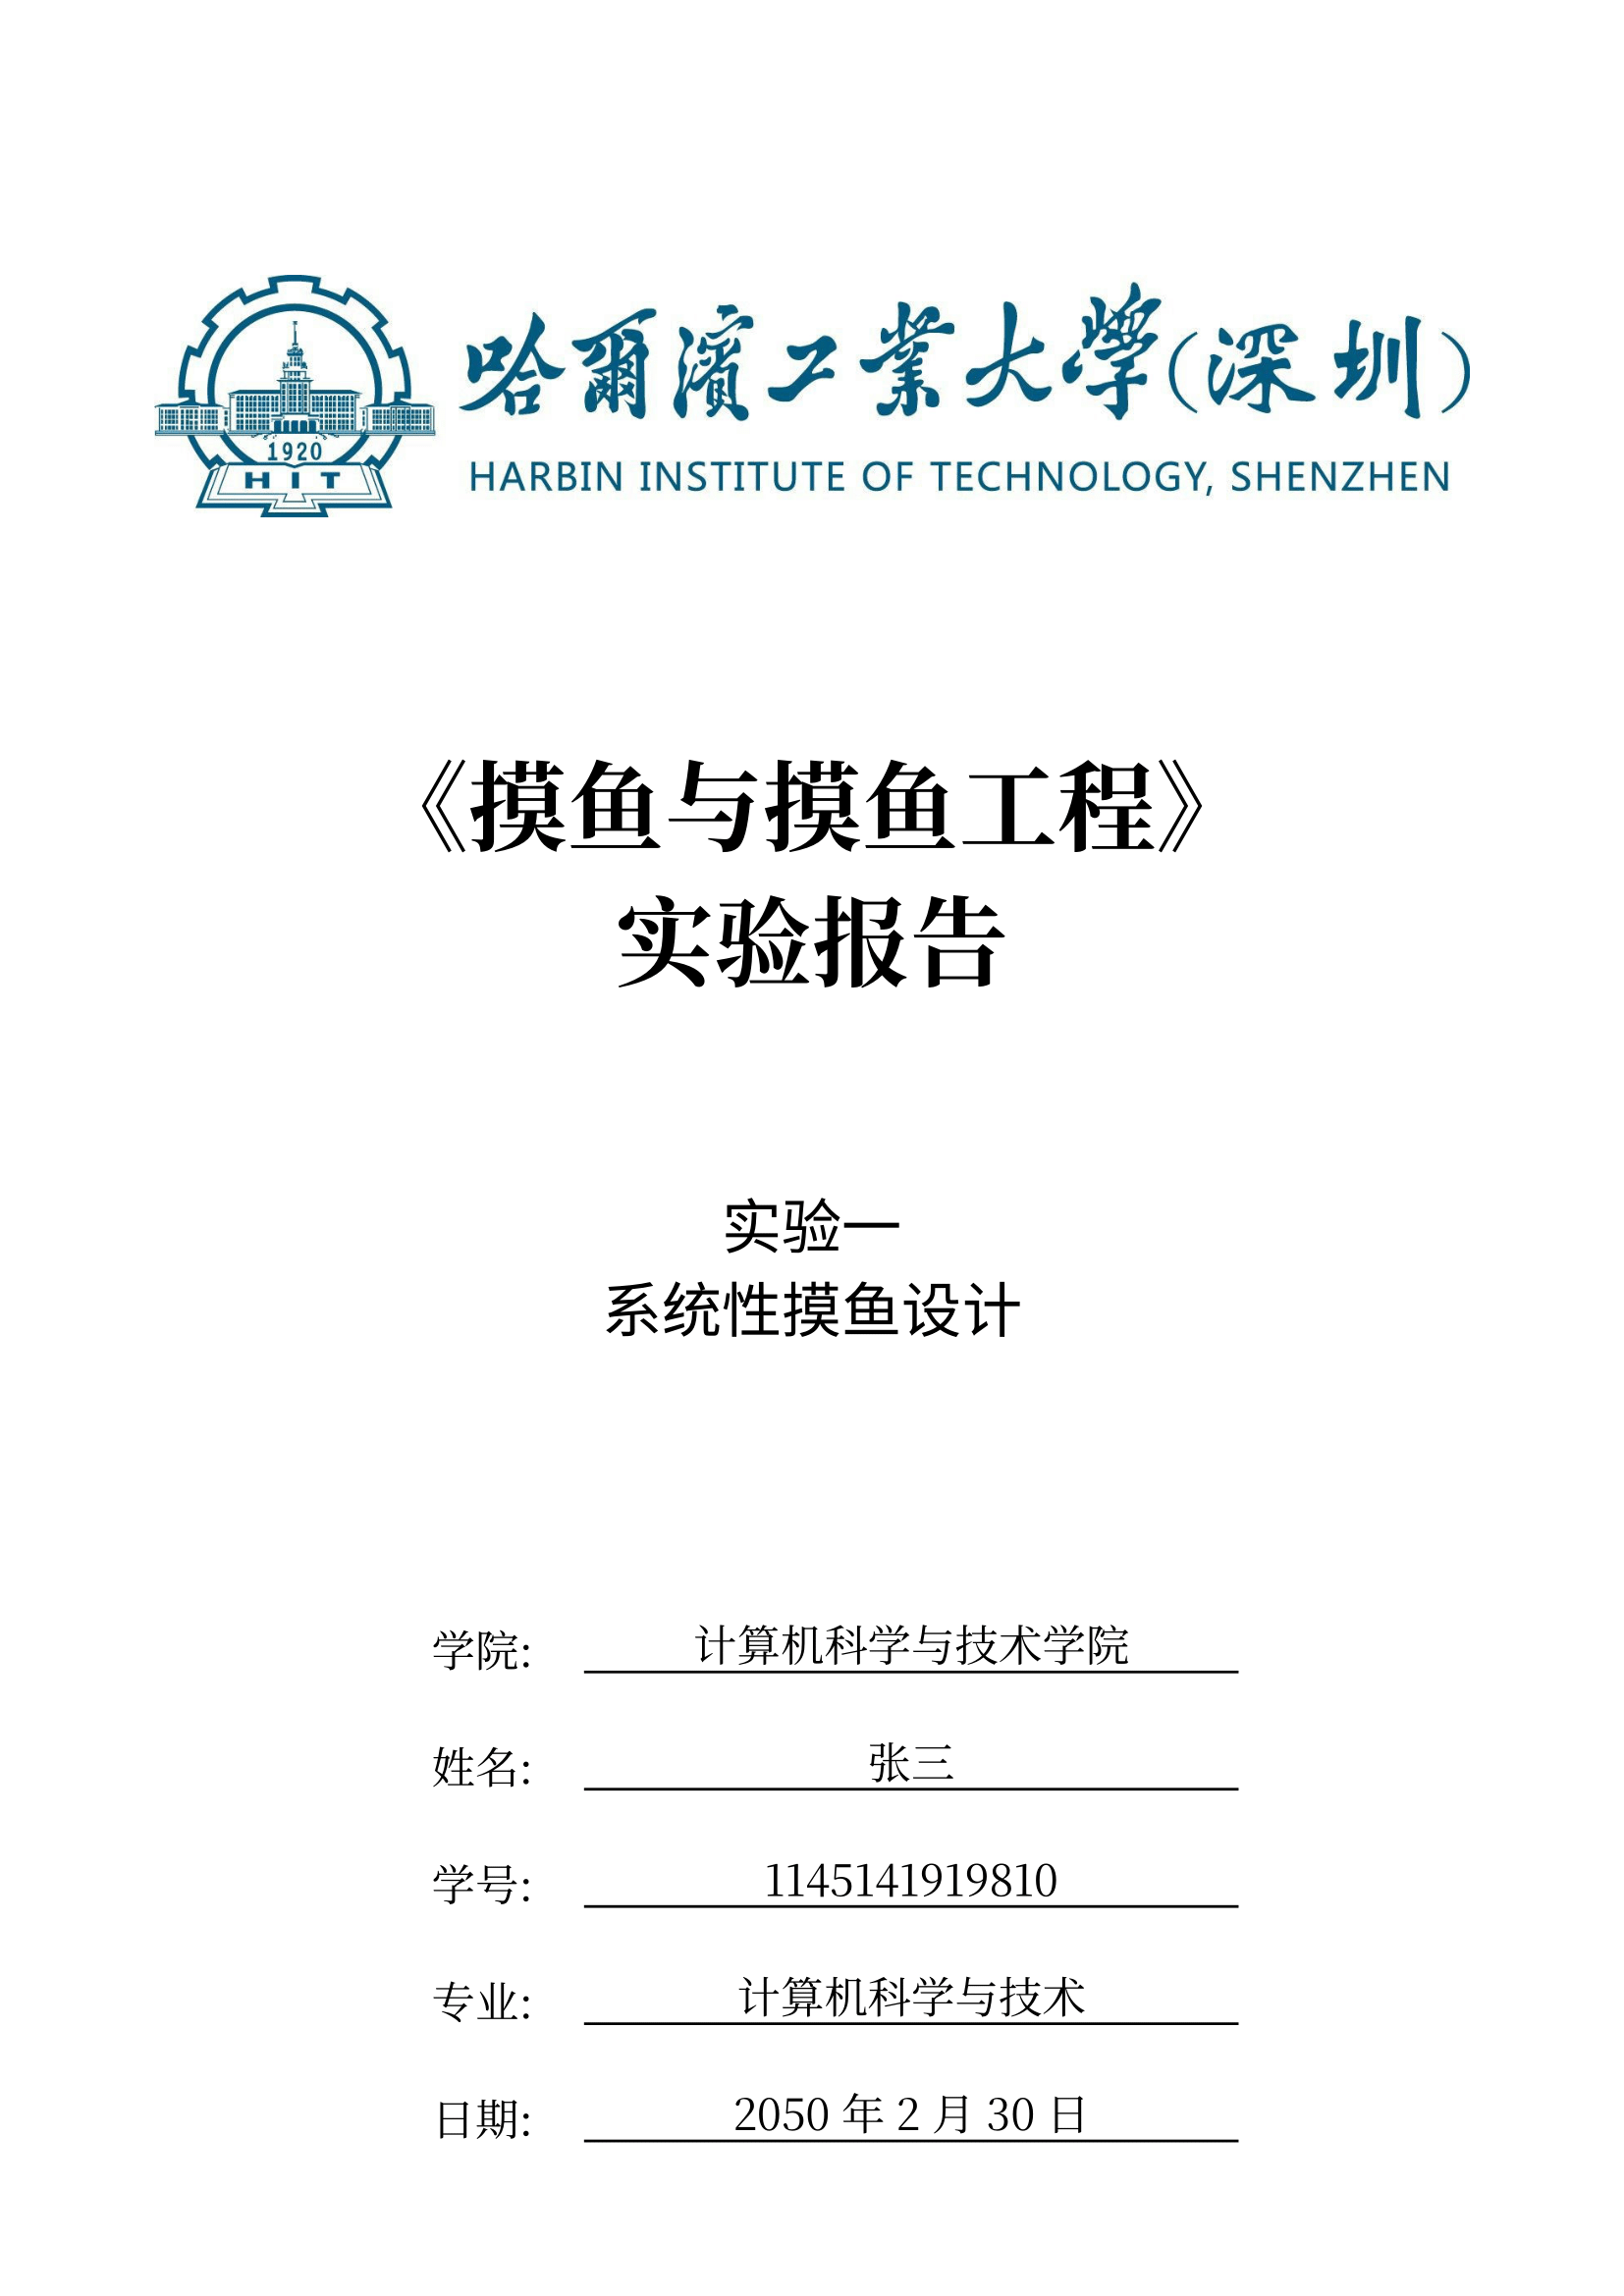 哈爾濱工業大學(深圳)
1920
HIT
HARBIN INSTITUTE OF TECHNOLOGY, SHENZHEN
《摸鱼与摸鱼工程》
实验报告
实验一
系统性摸鱼设计
学院: 计算机科学与技术学院
姓名: 张三
学号: 1145141919810
专业: 计算机科学与技术
日期: 2050 年 2 月 30 日